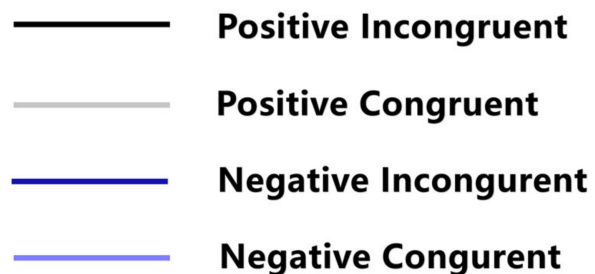 Positive Incongruent
Positive Congruent
Negative Incongurent
Negative Congurent